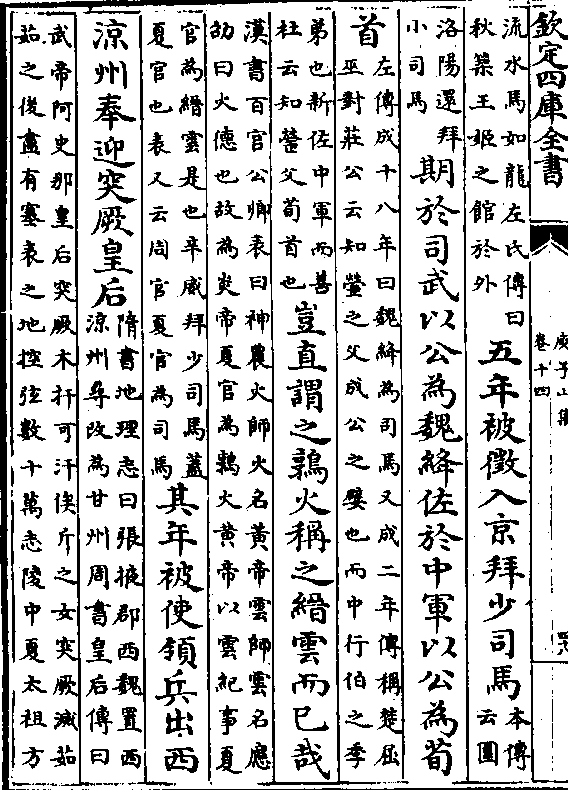 欽定四庫全書
庾子山集
卷十四
流水馬如龍左氏傳曰
秋築王姬之館於外
五年被徵入京拜少司馬
本傳
云圓
洛陽還拜
小司馬
期於司武以公為魏絳佐於中軍以公為荀
首
左傳成十八年曰魏絳為司馬又成二年傳稱楚屈
巫對莊公云知罃之父成公之嬖也而中行伯之季
弟也新佐中軍而善
杜云知罃父荀首也
豈直謂之鶉火稱之縉雲而已哉
漢書百官公卿表曰神農火師火名黃帝雲師雲名應
劭曰火德也故為炎帝夏官為鶉火黄帝以雲紀事夏
官為縉雲是也辛威拜少司馬蓋
夏官也表又云周官夏官為司馬
其年被使領兵出西
涼州奉迎突厥皇后
隋書地理志曰張掖郡西魏置西
涼州尋改為甘州周書皇后傳曰
武帝阿史那皇后突厥木扞可汗俟斤之女突厥滅茹
茹之後盡有塞表之地控弦數十萬志陵中夏太祖方